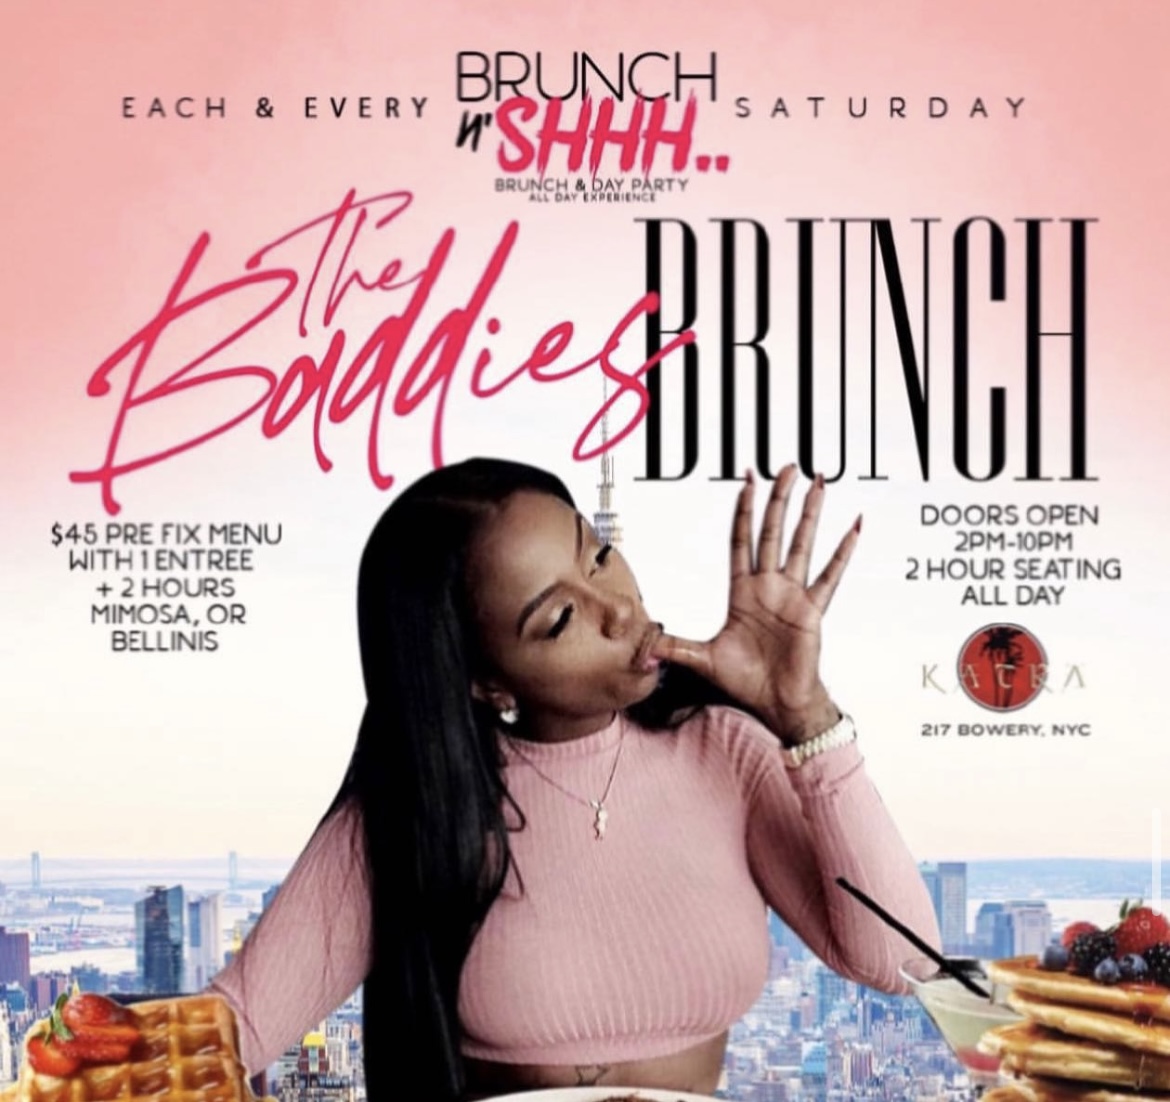 EACH & EVERY BRUNCH SATURDAY
N' SHHH..
BRUNCH & DAY PARTY
ALL DAY EXPERIENCE
The
Baddies BRUNCH
$45 PRE FIX MENU
WITH 1 ENTREE
+ 2 HOURS
MIMOSA, OR
BELLINIS
DOORS OPEN
2PM-10PM
2 HOUR SEATING
ALL DAY
KATRA
217 BOWERY, NYC